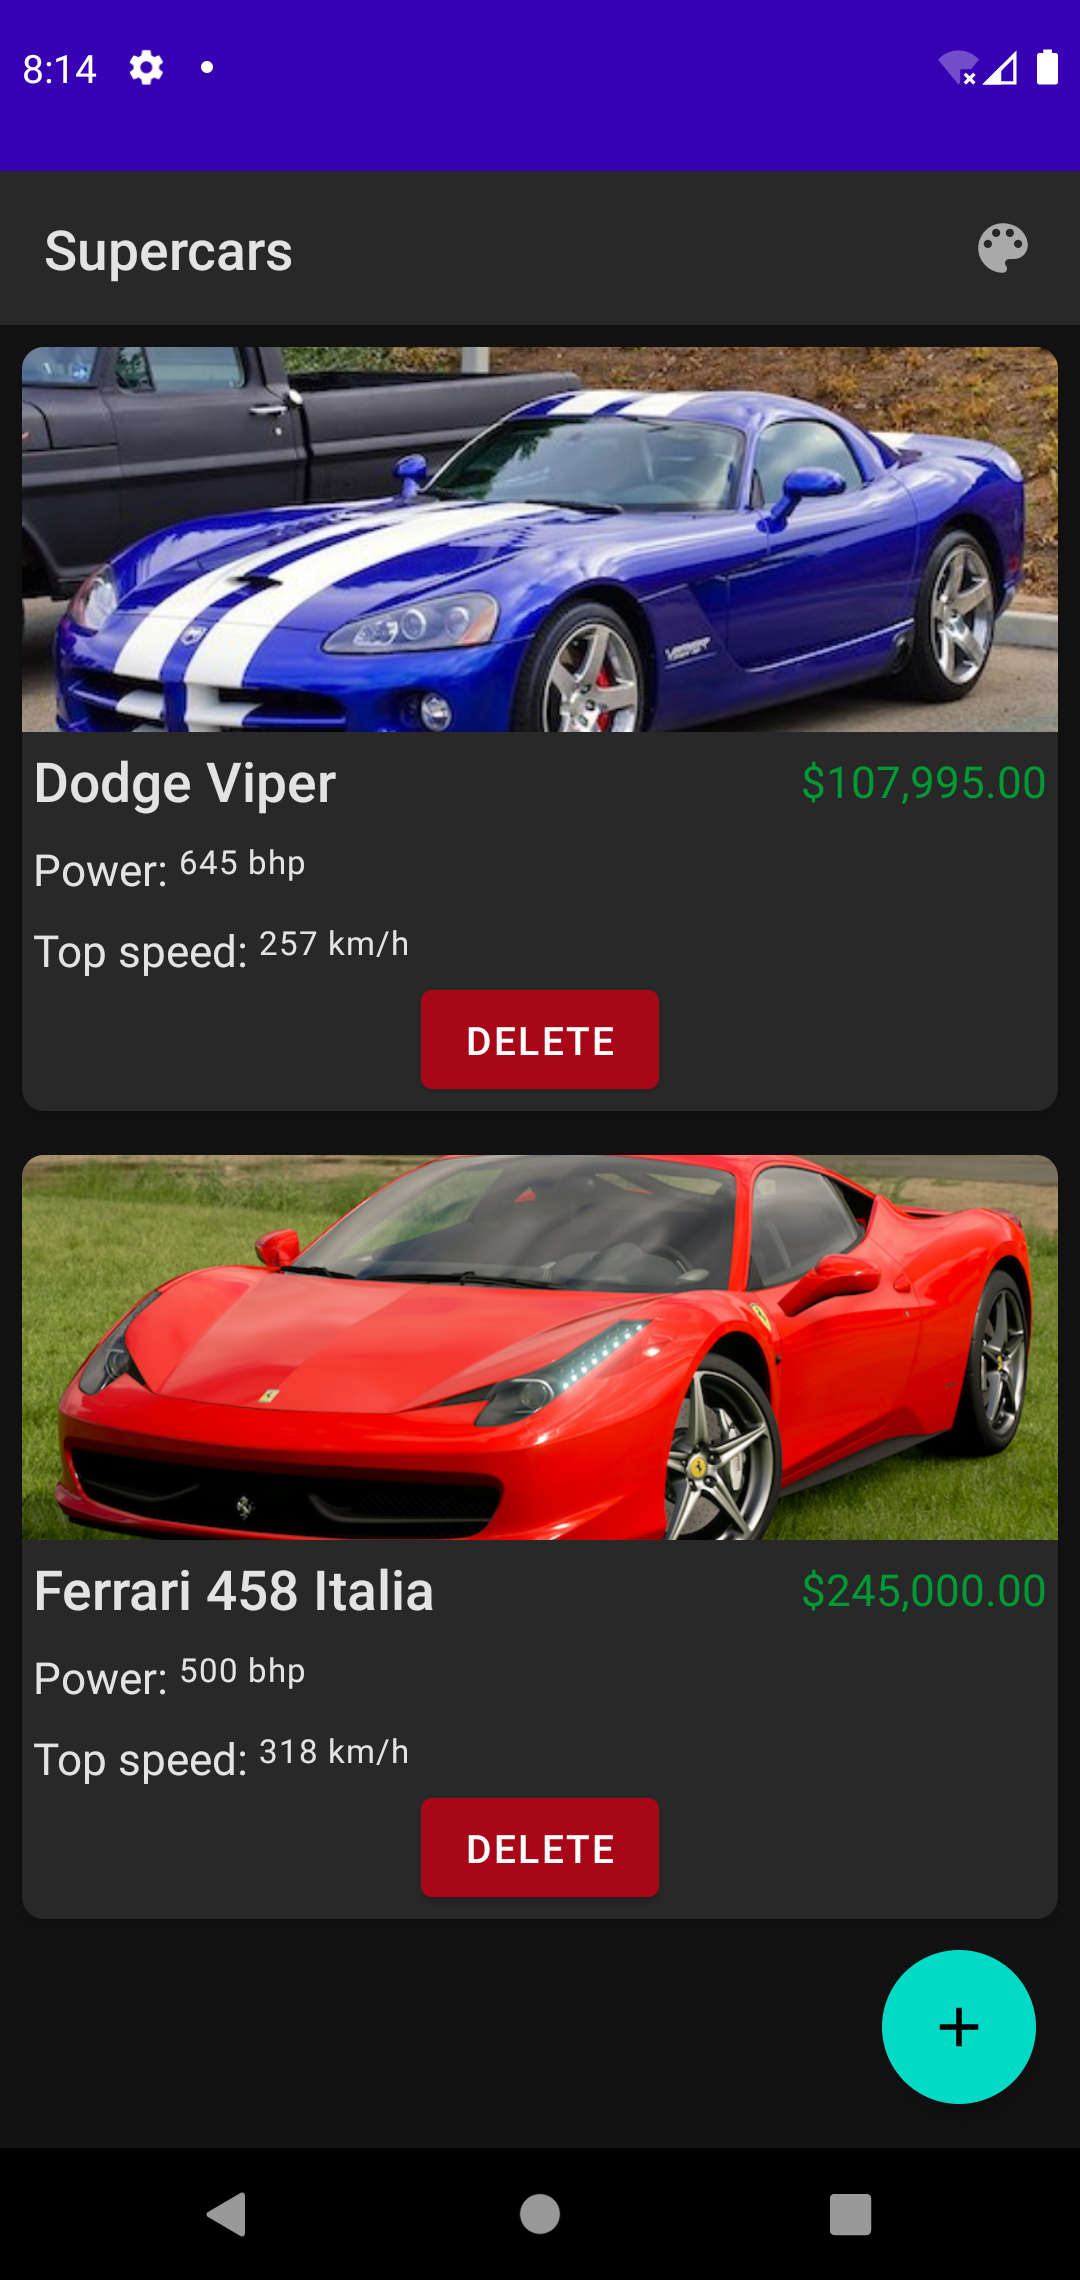 8:14
Supercars
Dodge Viper
$107,995.00
Power: 645 bhp
Top speed: 257 km/h
DELETE
Ferrari 458 Italia
$245,000.00
Power: 500 bhp
Top speed: 318 km/h
DELETE